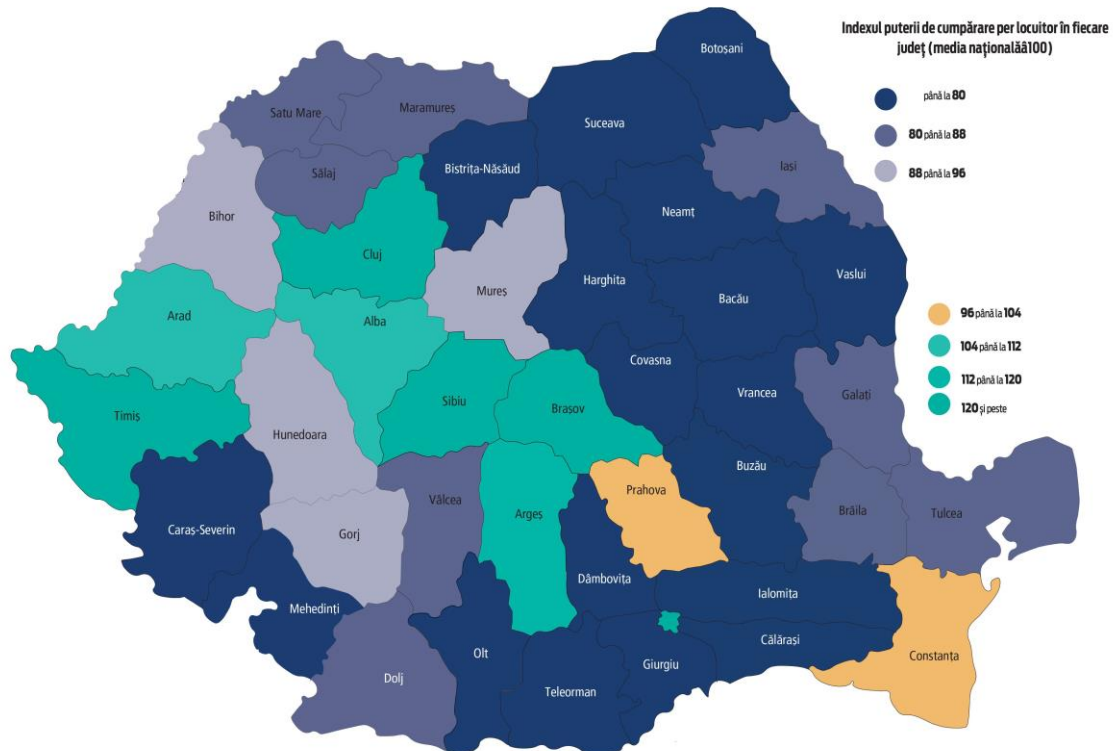 Indexul puterii de cumpărare per locuitor în fiecare
județ (media naționalăâ100)
până la 80
80 până la 88
88 până la 96
96 până la 104
104 până la 112
112 până la 120
120 și peste
Botoșani
Satu Mare
Maramureș
Suceava
Iași
Sălaj
Bistrița-Năsăud
Bihor
Neamț
Cluj
Vaslui
Harghita
Mureș
Bacău
Arad
Alba
Covasna
Vrancea
Galați
Sibiu
Brașov
Timiș
Hunedoara
Buzău
Prahova
Vâlcea
Argeș
Brăila
Tulcea
Caraș-Severin
Gorj
Dâmbovița
Ialomița
Mehedinți
Călărași
Olt
Giurgiu
Constanța
Dolj
Teleorman